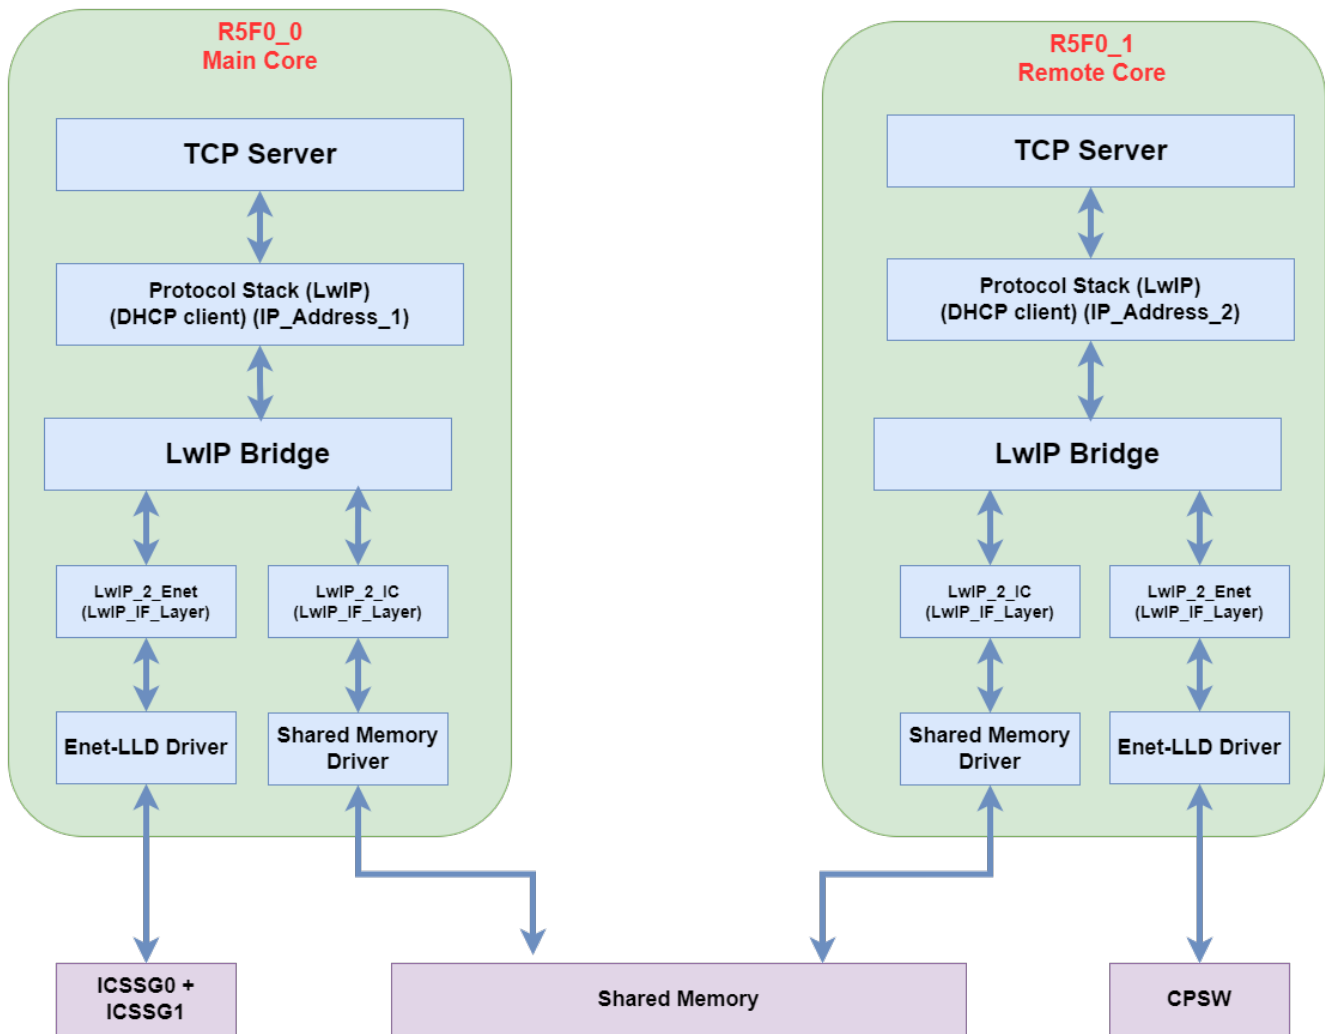 R5F0_0
Main Core
TCP Server
Protocol Stack (LwIP)
(DHCP client) (IP_Address_1)
LwIP Bridge
LwIP_2_Enet
(LwIP_IF_Layer)
LwIP_2_IC
(LwIP_IF_Layer)
Enet-LLD Driver
Shared Memory
Driver
R5F0_1
Remote Core
TCP Server
Protocol Stack (LwIP)
(DHCP client) (IP_Address_2)
LwIP Bridge
LwIP_2_IC
(LwIP_IF_Layer)
LwIP_2_Enet
(LwIP_IF_Layer)
Shared Memory
Driver
Enet-LLD Driver
ICSSG0 +
ICSSG1
Shared Memory
CPSW